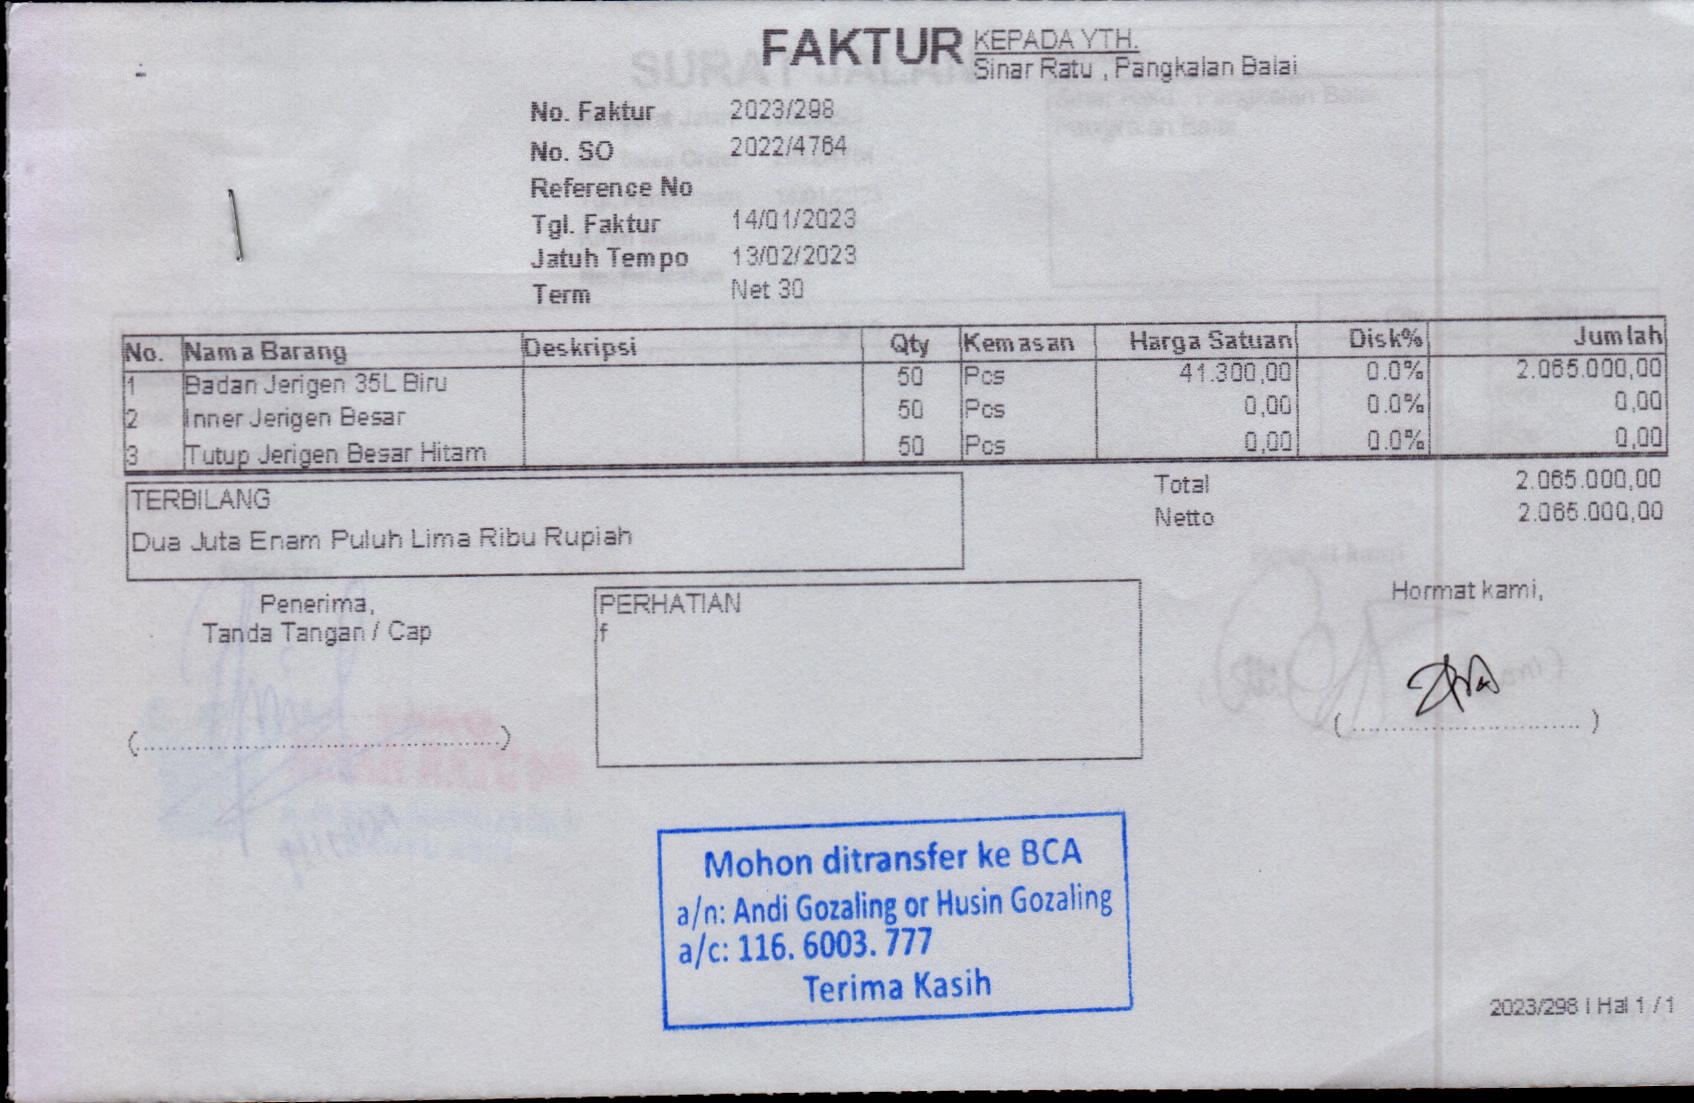 FAKTUR
KEPADA YTH.
Sinar Ratu , Pangkalan Balai
No. Faktur 2023/298
No. SO 2022/4764
Reference No
Tgl. Faktur 14/01/2023
Jatuh Tempo 13/02/2023
Term Net 30
No. Nama Barang Deskripsi Qty Kemasan Harga Satuan Disk% Jumlah
1 Badan Jerigen 35L Biru 50 Pcs 41.300,00 0.0% 2.065.000,00
2 Inner Jerigen Besar 50 Pcs 0,00 0.0% 0,00
3 Tutup Jerigen Besar Hitam 50 Pcs 0,00 0.0% 0,00
Total 2.065.000,00
Netto 2.065.000,00
TERBILANG
Dua Juta Enam Puluh Lima Ribu Rupiah
Penerima,
Tanda Tangan / Cap
(........................................................)
PERHATIAN
f
Hormat kami,
(....................................)
Mohon ditransfer ke BCA
a/n: Andi Gozaling or Husin Gozaling
a/c: 116. 6003. 777
Terima Kasih
2023/298 | Hal 1 / 1